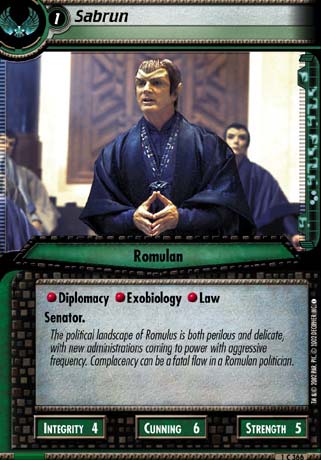 1 Sabrun
Romulan
Diplomacy Exobiology Law
Senator.
The political landscape of Romulus is both perilous and delicate,
with new administrations coming to power with aggressive
frequency. Complacency can be a fatal flaw in a Romulan politician.
INTEGRITY 4 CUNNING 6 STRENGTH 5
1 C 366